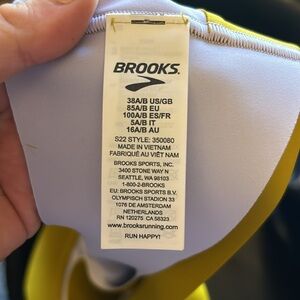 BROOKS
38A/B US/GB
85A/B EU
100A/B ES/FR
5A/B IT
16A/B AU
S22 STYLE: 350080
MADE IN VIETNAM
FABRIQUÉ AU VIÊT NAM
BROOKS SPORTS, INC.
3400 STONE WAY N
SEATTLE, WA 98103
1-800-2-BROOKS
EU: BROOKS SPORTS B.V.
OLYMPISCH STADION 33
1076 DE AMSTERDAM
NETHERLANDS
RN 120275 CA 58323
www.brooksrunning.com
RUN HAPPY!